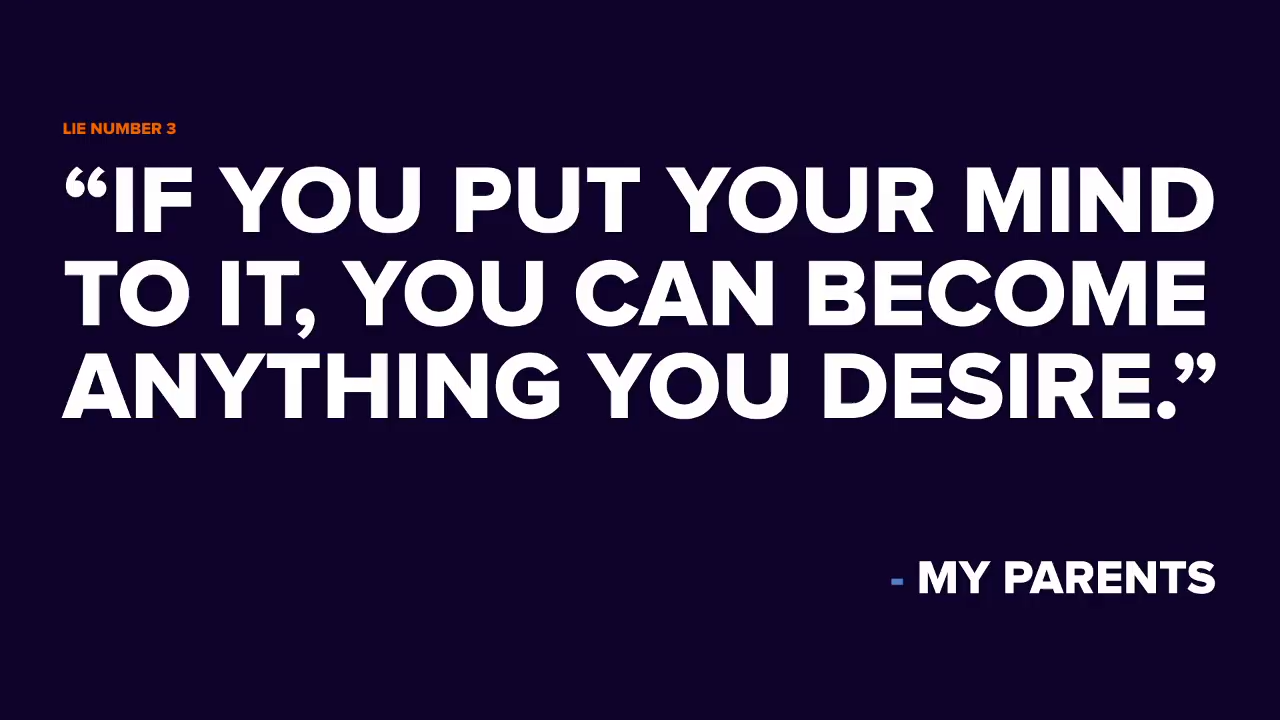 LIE NUMBER 3
“IF YOU PUT YOUR MIND
TO IT, YOU CAN BECOME
ANYTHING YOU DESIRE.”
- MY PARENTS